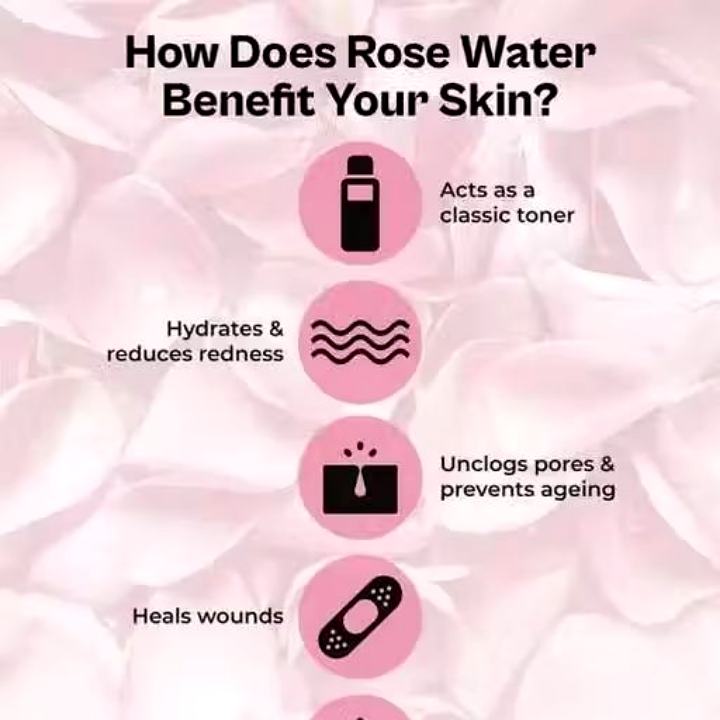 How Does Rose Water
Benefit Your Skin?
Acts as a
classic toner
Hydrates &
reduces redness
Unclogs pores &
prevents ageing
Heals wounds